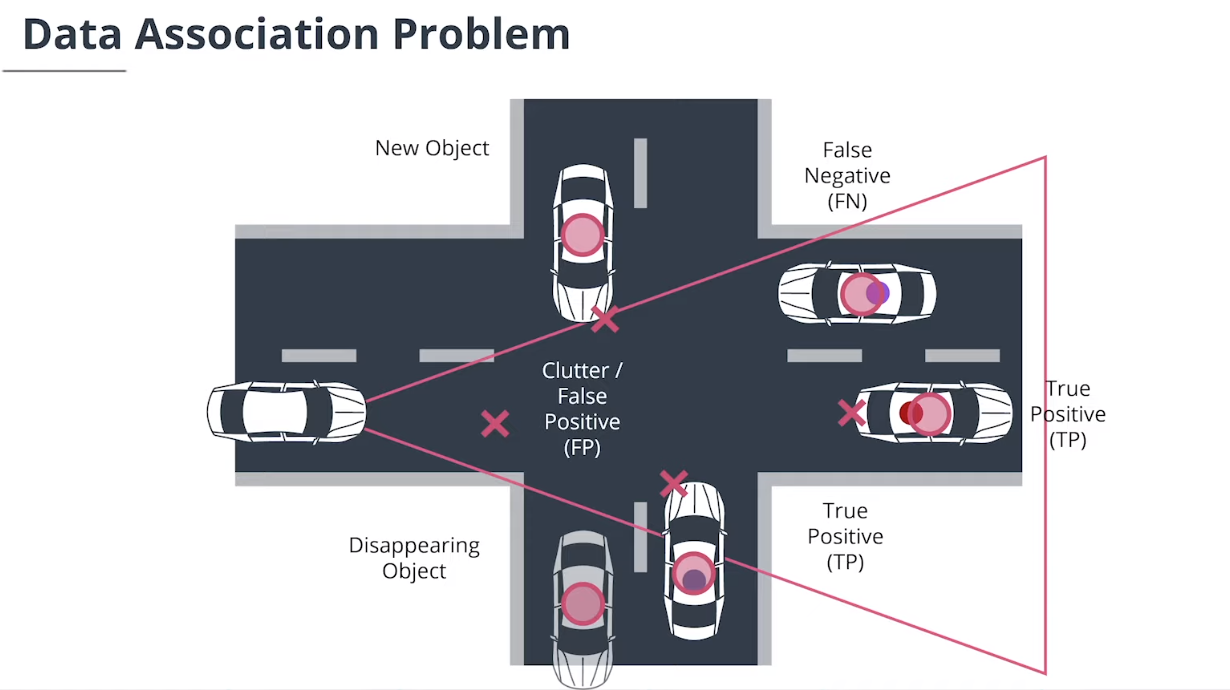 Data Association Problem
New Object
False
Negative
(FN)
Clutter /
False
Positive
(FP)
True
Positive
(TP)
Disappearing
Object
True
Positive
(TP)